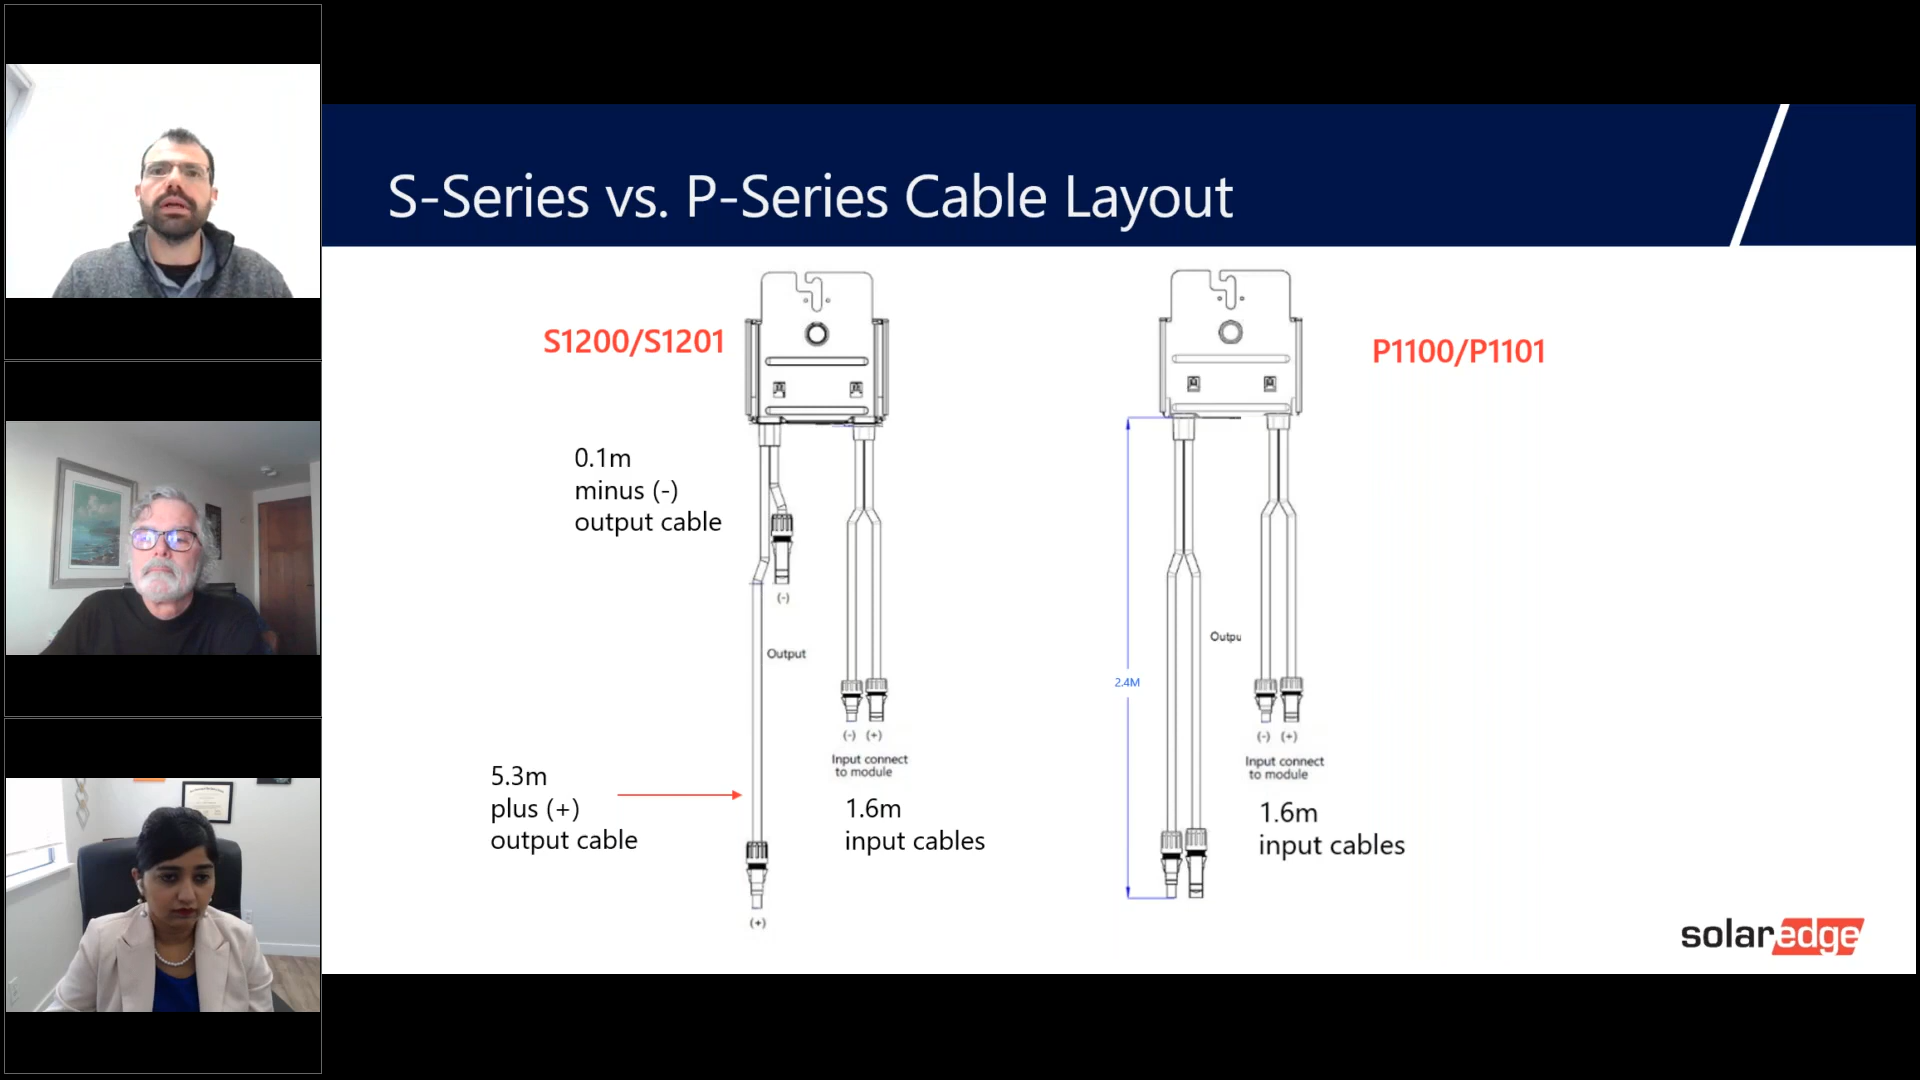 S-Series vs. P-Series Cable Layout
S1200/S1201
0.1m
minus (-)
output cable
(-)
Output
5.3m
plus (+)
output cable
(+)
(-) (+)
Input connect
to module
1.6m
input cables
P1100/P1101
2.4M
Outpu
(-) (+)
Input connect
to module
1.6m
input cables
solaredge